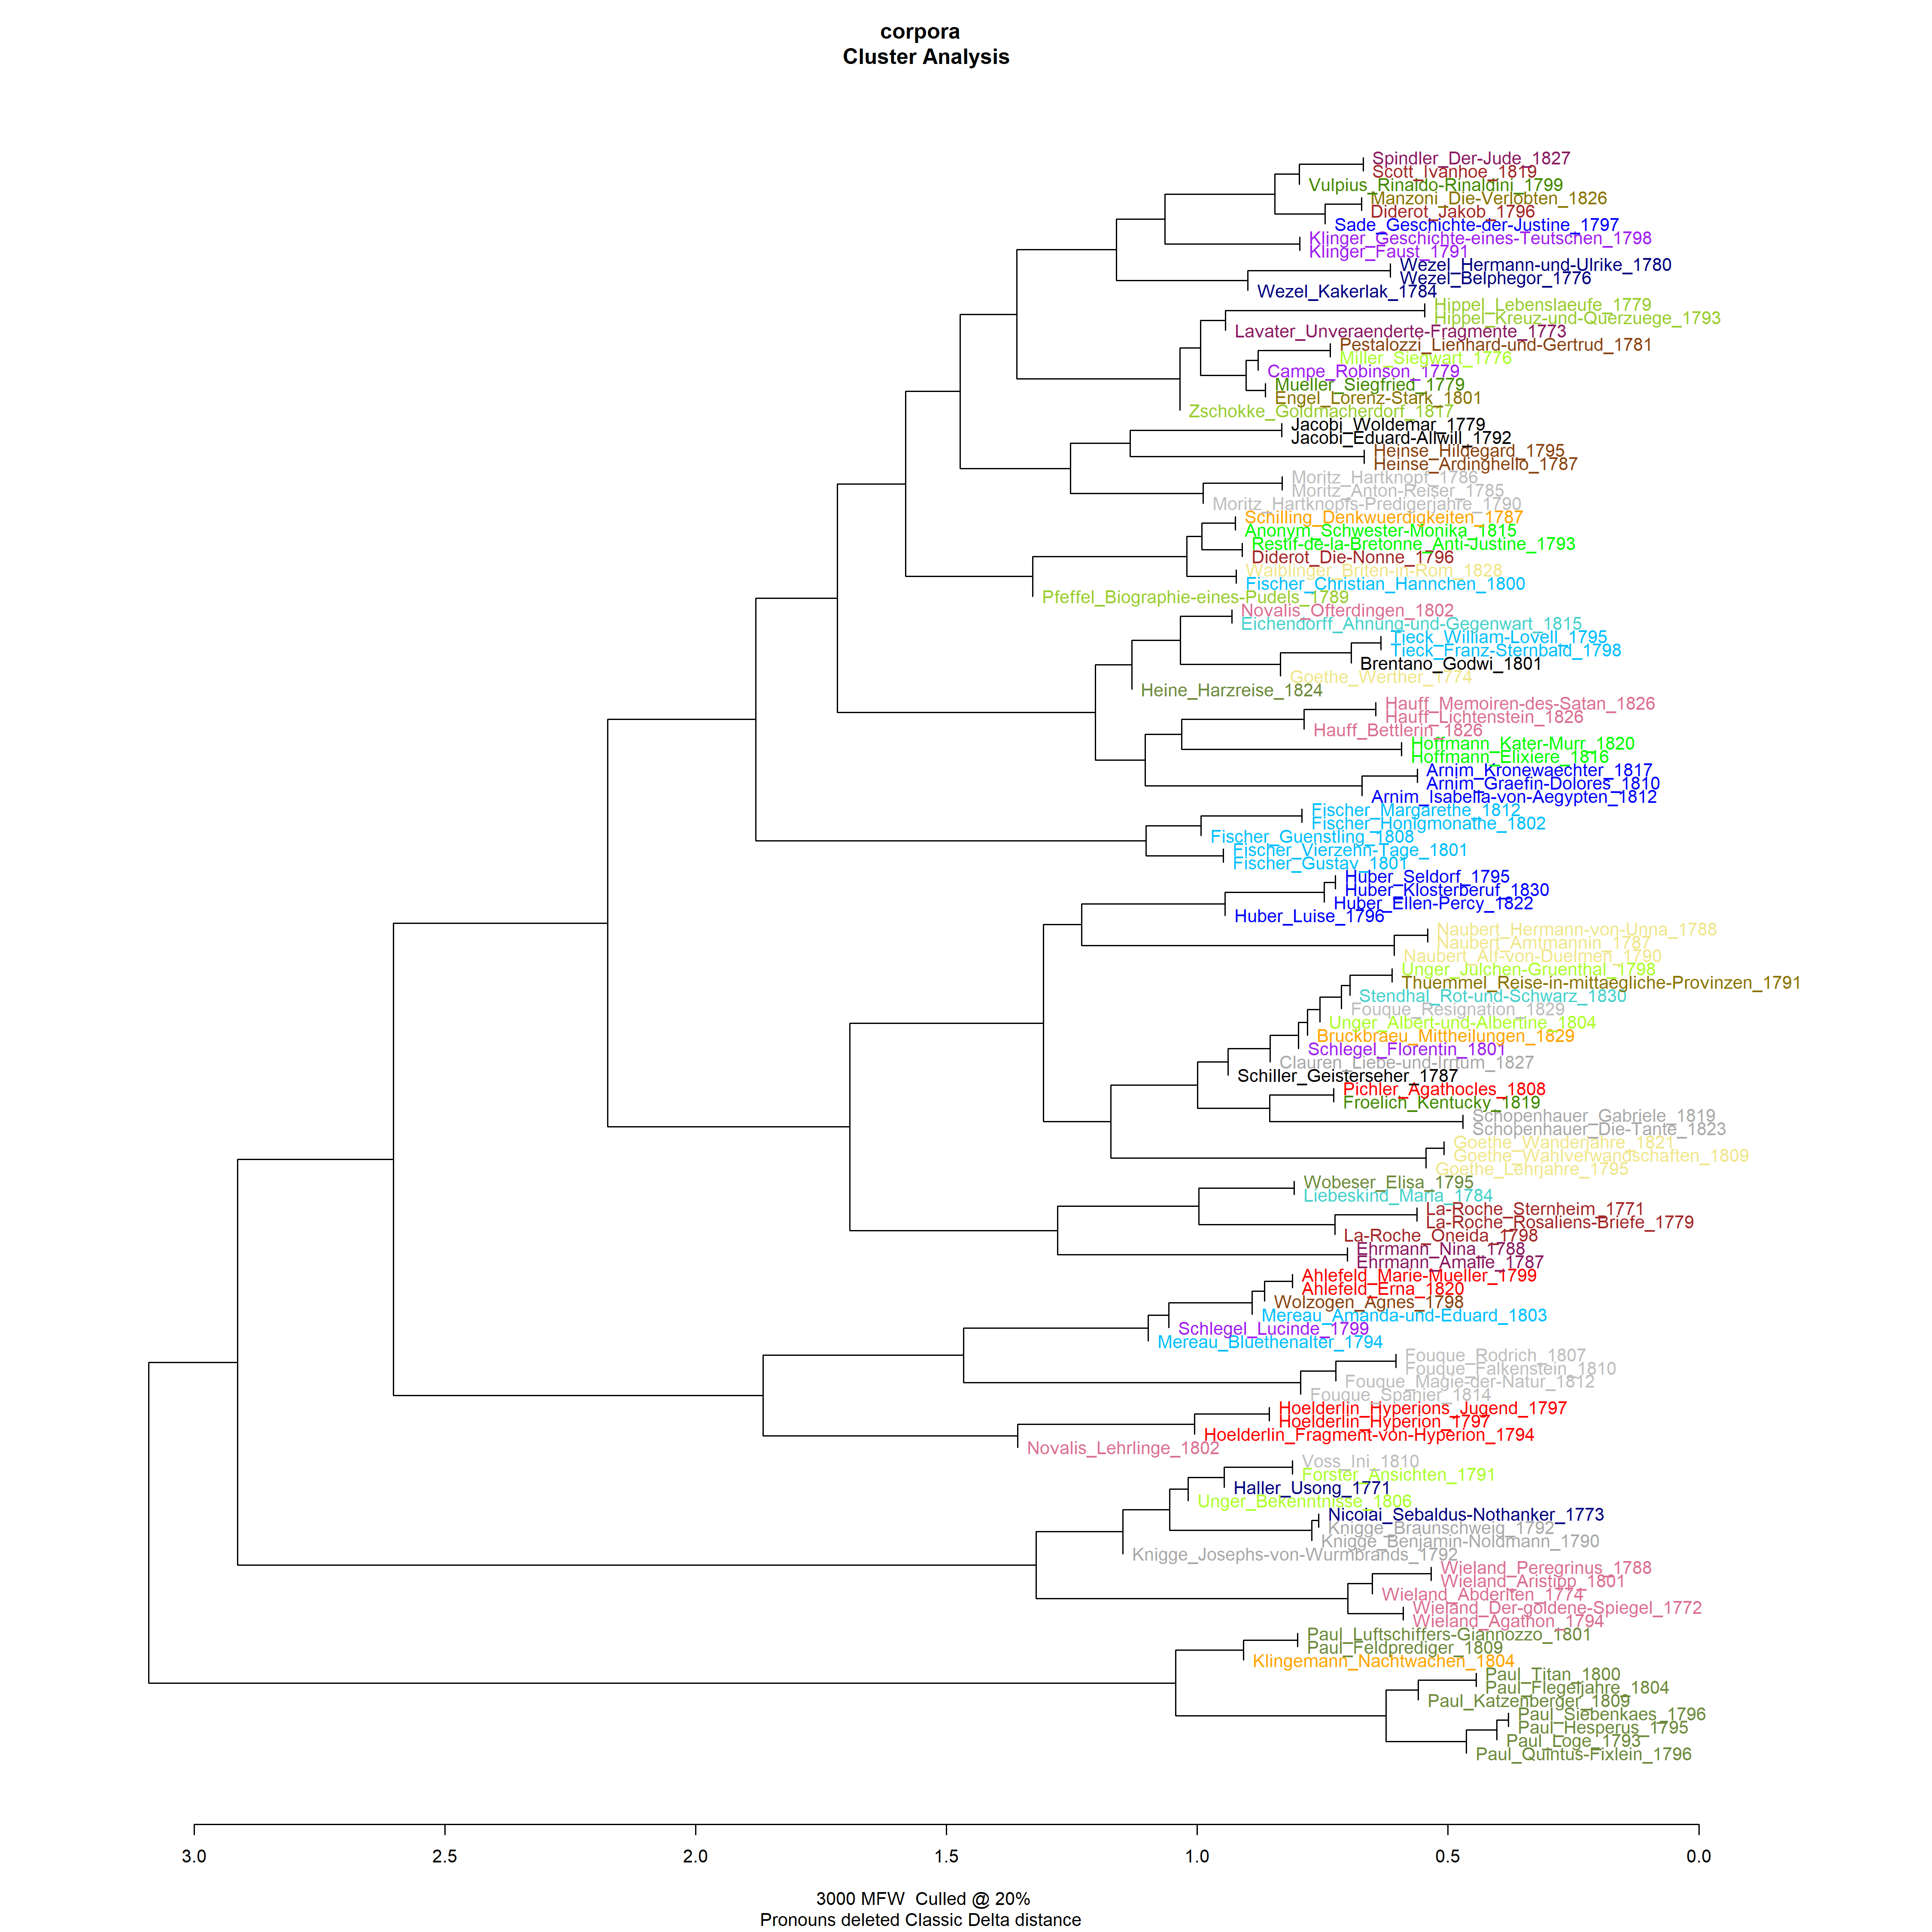 corpora
Cluster Analysis
Spindler_Der-Jude_1827
Scott_Ivanhoe_1819
Vulpius_Rinaldo-Rinaldini_1799
Manzoni_Die-Verlobten_1826
Diderot_Jakob_1796
Sade_Geschichte-der-Justine_1797
Klinger_Geschichte-eines-Teutschen_1798
Klinger_Faust_1791
Wezel_Hermann-und-Ulrike_1780
Wezel_Belphegor_1776
Wezel_Kakerlak_1784
Hippel_Lebenslaeufe_1779
Hippel_Kreuz-und-Querzuege_1793
Lavater_Unveraenderte-Fragmente_1773
Pestalozzi_Lienhard-und-Gertrud_1781
Miller_Siegwart_1776
Campe_Robinson_1779
Mueller_Siegfried_1779
Engel_Lorenz-Stark_1801
Zschokke_Goldmacherdorf_1817
Jacobi_Woldemar_1779
Jacobi_Eduard-Allwill_1792
Heinse_Hildegard_1795
Heinse_Ardinghello_1787
Moritz_Hartknopf_1786
Moritz_Anton-Reiser_1785
Moritz_Hartknopfs-Predigerjahre_1790
Schilling_Denkwuerdigkeiten_1787
Anonym_Schwester-Monika_1815
Restif-de-la-Bretonne_Anti-Justine_1793
Diderot_Die-Nonne_1796
Waiblinger_Briten-in-Rom_1828
Fischer_Christian_Hannchen_1800
Pfeffel_Biographie-eines-Pudels_1789
Novalis_Ofterdingen_1802
Eichendorff_Ahnung-und-Gegenwart_1815
Tieck_William-Lovell_1795
Tieck_Franz-Sternbald_1798
Brentano_Godwi_1801
Goethe_Werther_1774
Heine_Harzreise_1824
Hauff_Memoiren-des-Satan_1826
Hauff_Lichtenstein_1826
Hauff_Bettlerin_1826
Hoffmann_Kater-Murr_1820
Hoffmann_Elixiere_1816
Arnim_Kronewaechter_1817
Arnim_Graefin-Dolores_1810
Arnim_Isabella-von-Aegypten_1812
Fischer_Margarethe_1812
Fischer_Honigmonathe_1802
Fischer_Guenstling_1808
Fischer_Vierzehn-Tage_1801
Fischer_Gustav_1801
Huber_Seldorf_1795
Huber_Klosterberuf_1830
Huber_Ellen-Percy_1822
Huber_Luise_1796
Naubert_Hermann-von-Unna_1788
Naubert_Amtmannin_1787
Naubert_Alf-von-Duelmen_1790
Unger_Julchen-Gruenthal_1798
Thuemmel_Reise-in-mittaegliche-Provinzen_1791
Stendhal_Rot-und-Schwarz_1830
Fouque_Resignation_1829
Unger_Albert-und-Albertine_1804
Bruckbraeu_Mittheilungen_1829
Schlegel_Florentin_1801
Clauren_Liebe-und-Irrtum_1827
Schiller_Geisterseher_1787
Pichler_Agathocles_1808
Froelich_Kentucky_1819
Schopenhauer_Gabriele_1819
Schopenhauer_Die-Tante_1823
Goethe_Wanderjahre_1821
Goethe_Wahlverwandschaften_1809
Goethe_Lehrjahre_1795
Wobeser_Elisa_1795
Liebeskind_Maria_1784
La-Roche_Sternheim_1771
La-Roche_Rosaliens-Briefe_1779
La-Roche_Oneida_1798
Ehrmann_Nina_1788
Ehrmann_Amalie_1787
Ahlefeld_Marie-Mueller_1799
Ahlefeld_Erna_1820
Wolzogen_Agnes_1798
Mereau_Amanda-und-Eduard_1803
Schlegel_Lucinde_1799
Mereau_Bluethenalter_1794
Fouque_Rodrich_1807
Fouque_Falkenstein_1810
Fouque_Magie-der-Natur_1812
Fouque_Spanier_1814
Hoelderlin_Hyperions_Jugend_1797
Hoelderlin_Hyperion_1797
Hoelderlin_Fragment-von-Hyperion_1794
Novalis_Lehrlinge_1802
Voss_Ini_1810
Forster_Ansichten_1791
Haller_Usong_1771
Unger_Bekenntnisse_1806
Nicolai_Sebaldus-Nothanker_1773
Knigge_Braunschweig_1792
Knigge_Benjamin-Noldmann_1790
Knigge_Josephs-von-Wurmbrands_1792
Wieland_Peregrinus_1788
Wieland_Aristipp_1801
Wieland_Abderiten_1774
Wieland_Der-goldene-Spiegel_1772
Wieland_Agathon_1794
Paul_Luftschiffers-Giannozzo_1801
Paul_Feldprediger_1809
Klingemann_Nachtwachen_1804
Paul_Titan_1800
Paul_Flegeljahre_1804
Paul_Katzenberger_1809
Paul_Siebenkaes_1796
Paul_Hesperus_1795
Paul_Loge_1793
Paul_Quintus-Fixlein_1796
3.0 2.5 2.0 1.5 1.0 0.5 0.0
3000 MFW Culled @ 20%
Pronouns deleted Classic Delta distance